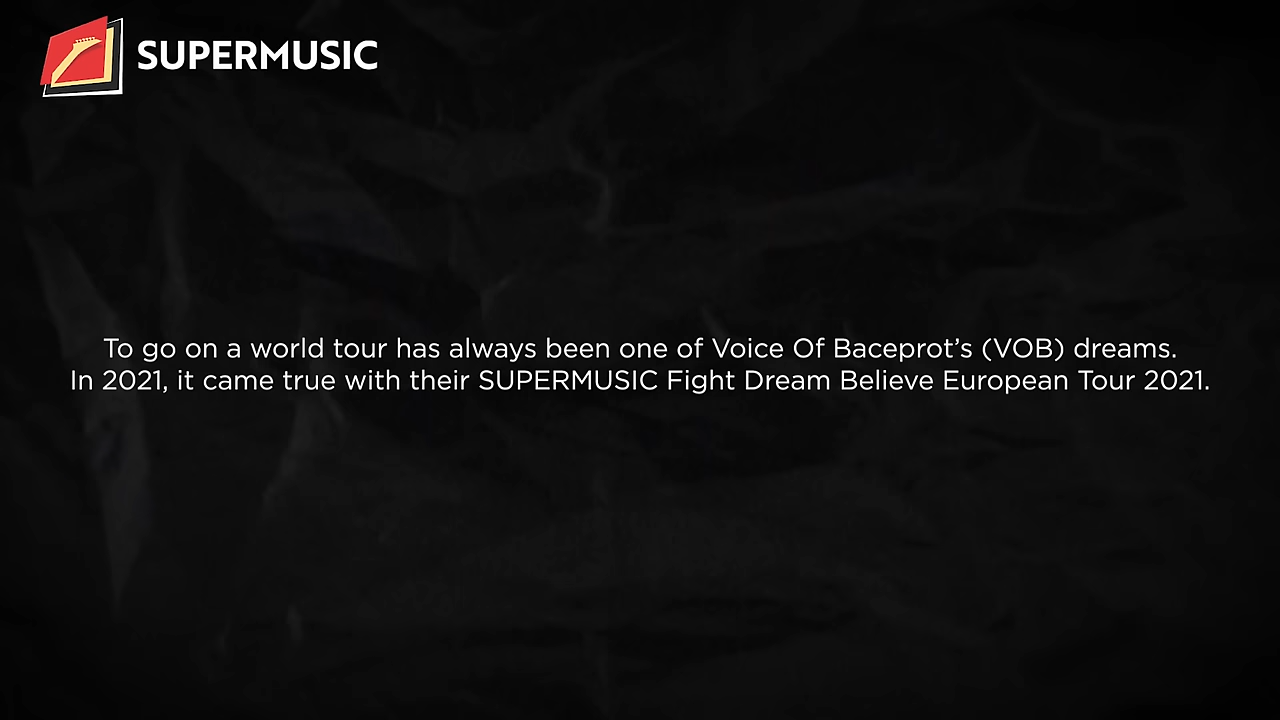 SUPERMUSIC
To go on a world tour has always been one of Voice Of Baceprot’s (VOB) dreams.
In 2021, it came true with their SUPERMUSIC Fight Dream Believe European Tour 2021.